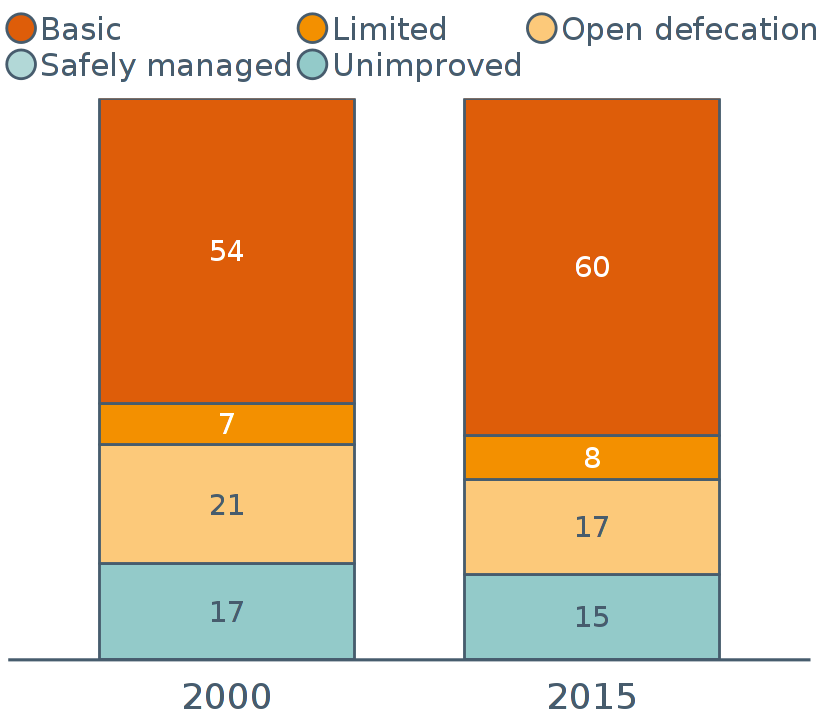 Basic Limited Open defecation
Safely managed Unimproved
54 60
7 8
21 17
17 15
2000 2015